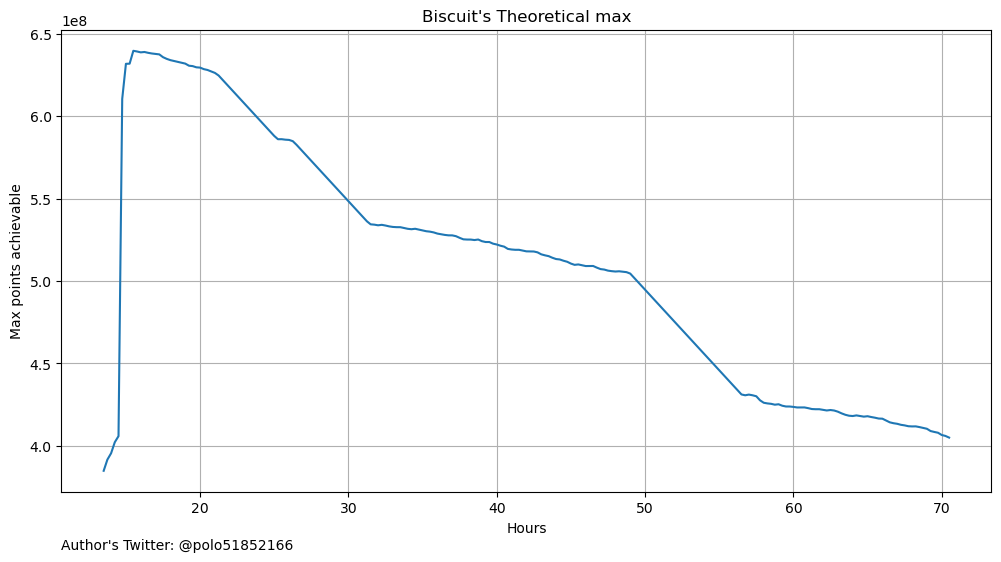 Biscuit's Theoretical max
1e8
6.5
6.0
5.5
5.0
4.5
4.0
Max points achievable
20 30 40 50 60 70
Hours
Author's Twitter: @polo51852166